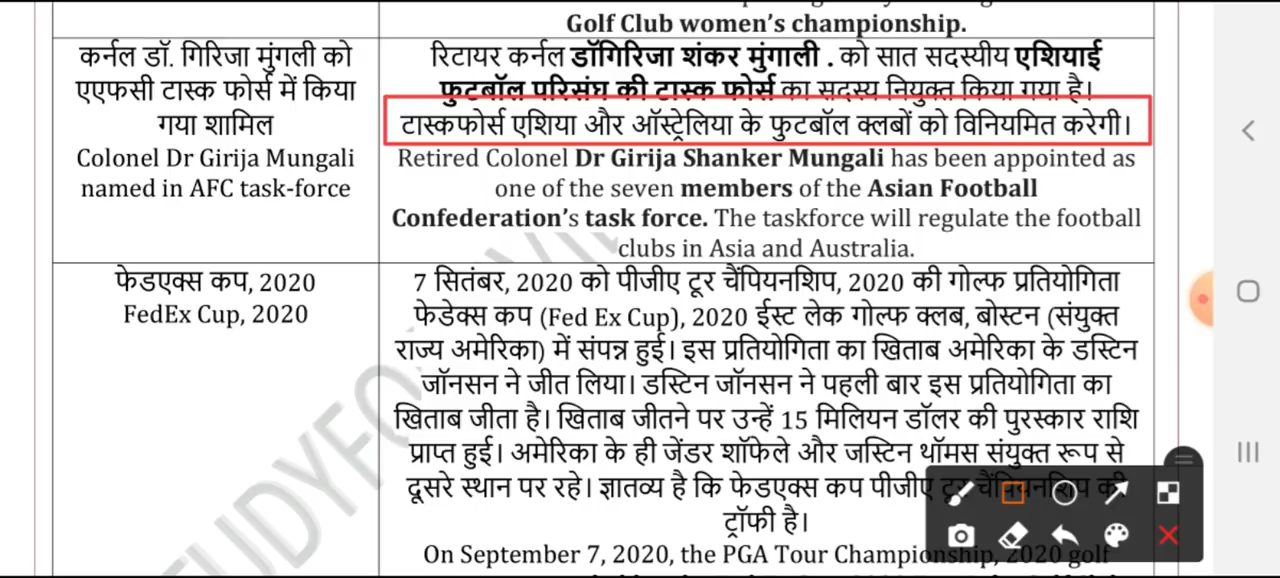 Golf Club women's championship.
कर्नल डॉ. गिरिजा मुंगली को
एएफसी टास्क फोर्स में किया
गया शामिल
Colonel Dr Girija Mungali
named in AFC task-force
रिटायर कर्नल डॉगिरिजा शंकर मुंगाली . को सात सदस्यीय एशियाई
फुटबॉल परिसंघ की टास्क फोर्स का सदस्य नियुक्त किया गया है।
टास्कफोर्स एशिया और ऑस्ट्रेलिया के फुटबॉल क्लबों को विनियमित करेगी।
Retired Colonel Dr Girija Shanker Mungali has been appointed as
one of the seven members of the Asian Football
Confederation's task force. The taskforce will regulate the football
clubs in Asia and Australia.
फेडएक्स कप, 2020
FedEx Cup, 2020
7 सितंबर, 2020 को पीजीए टूर चैंपियनशिप, 2020 की गोल्फ प्रतियोगिता
फेडेक्स कप (Fed Ex Cup), 2020 ईस्ट लेक गोल्फ क्लब, बोस्टन (संयुक्त
राज्य अमेरिका) में संपन्न हुई। इस प्रतियोगिता का खिताब अमेरिका के डस्टिन
जॉनसन ने जीत लिया। डस्टिन जॉनसन ने पहली बार इस प्रतियोगिता का
खिताब जीता है। खिताब जीतने पर उन्हें 15 मिलियन डॉलर की पुरस्कार राशि
प्राप्त हुई। अमेरिका के ही जेंडर शॉफेले और जस्टिन थॉमस संयुक्त रूप से
दूसरे स्थान पर रहे। ज्ञातव्य है कि फेडएक्स कप पीजीए टूर चैंपियनशिप की
ट्रॉफी है।
On September 7, 2020, the PGA Tour Championship, 2020 golf